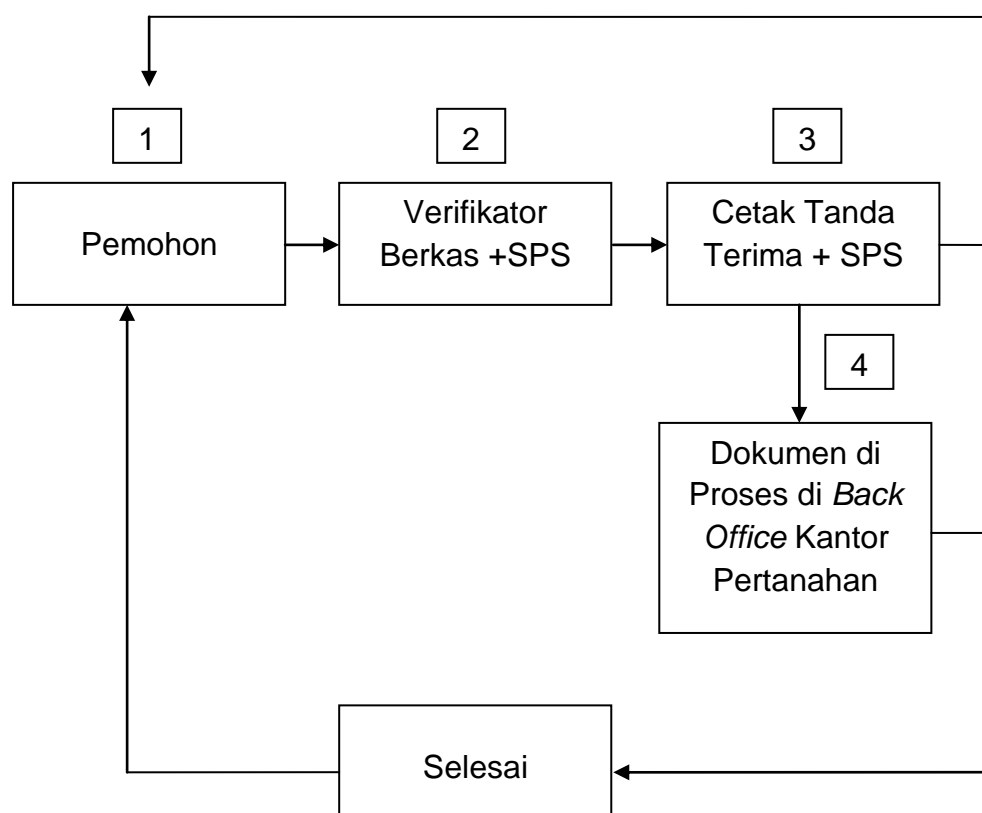 1
2
3
Pemohon
Verifikator
Berkas +SPS
Cetak Tanda
Terima + SPS
4
Dokumen di
Proses di Back
Office Kantor
Pertanahan
Selesai